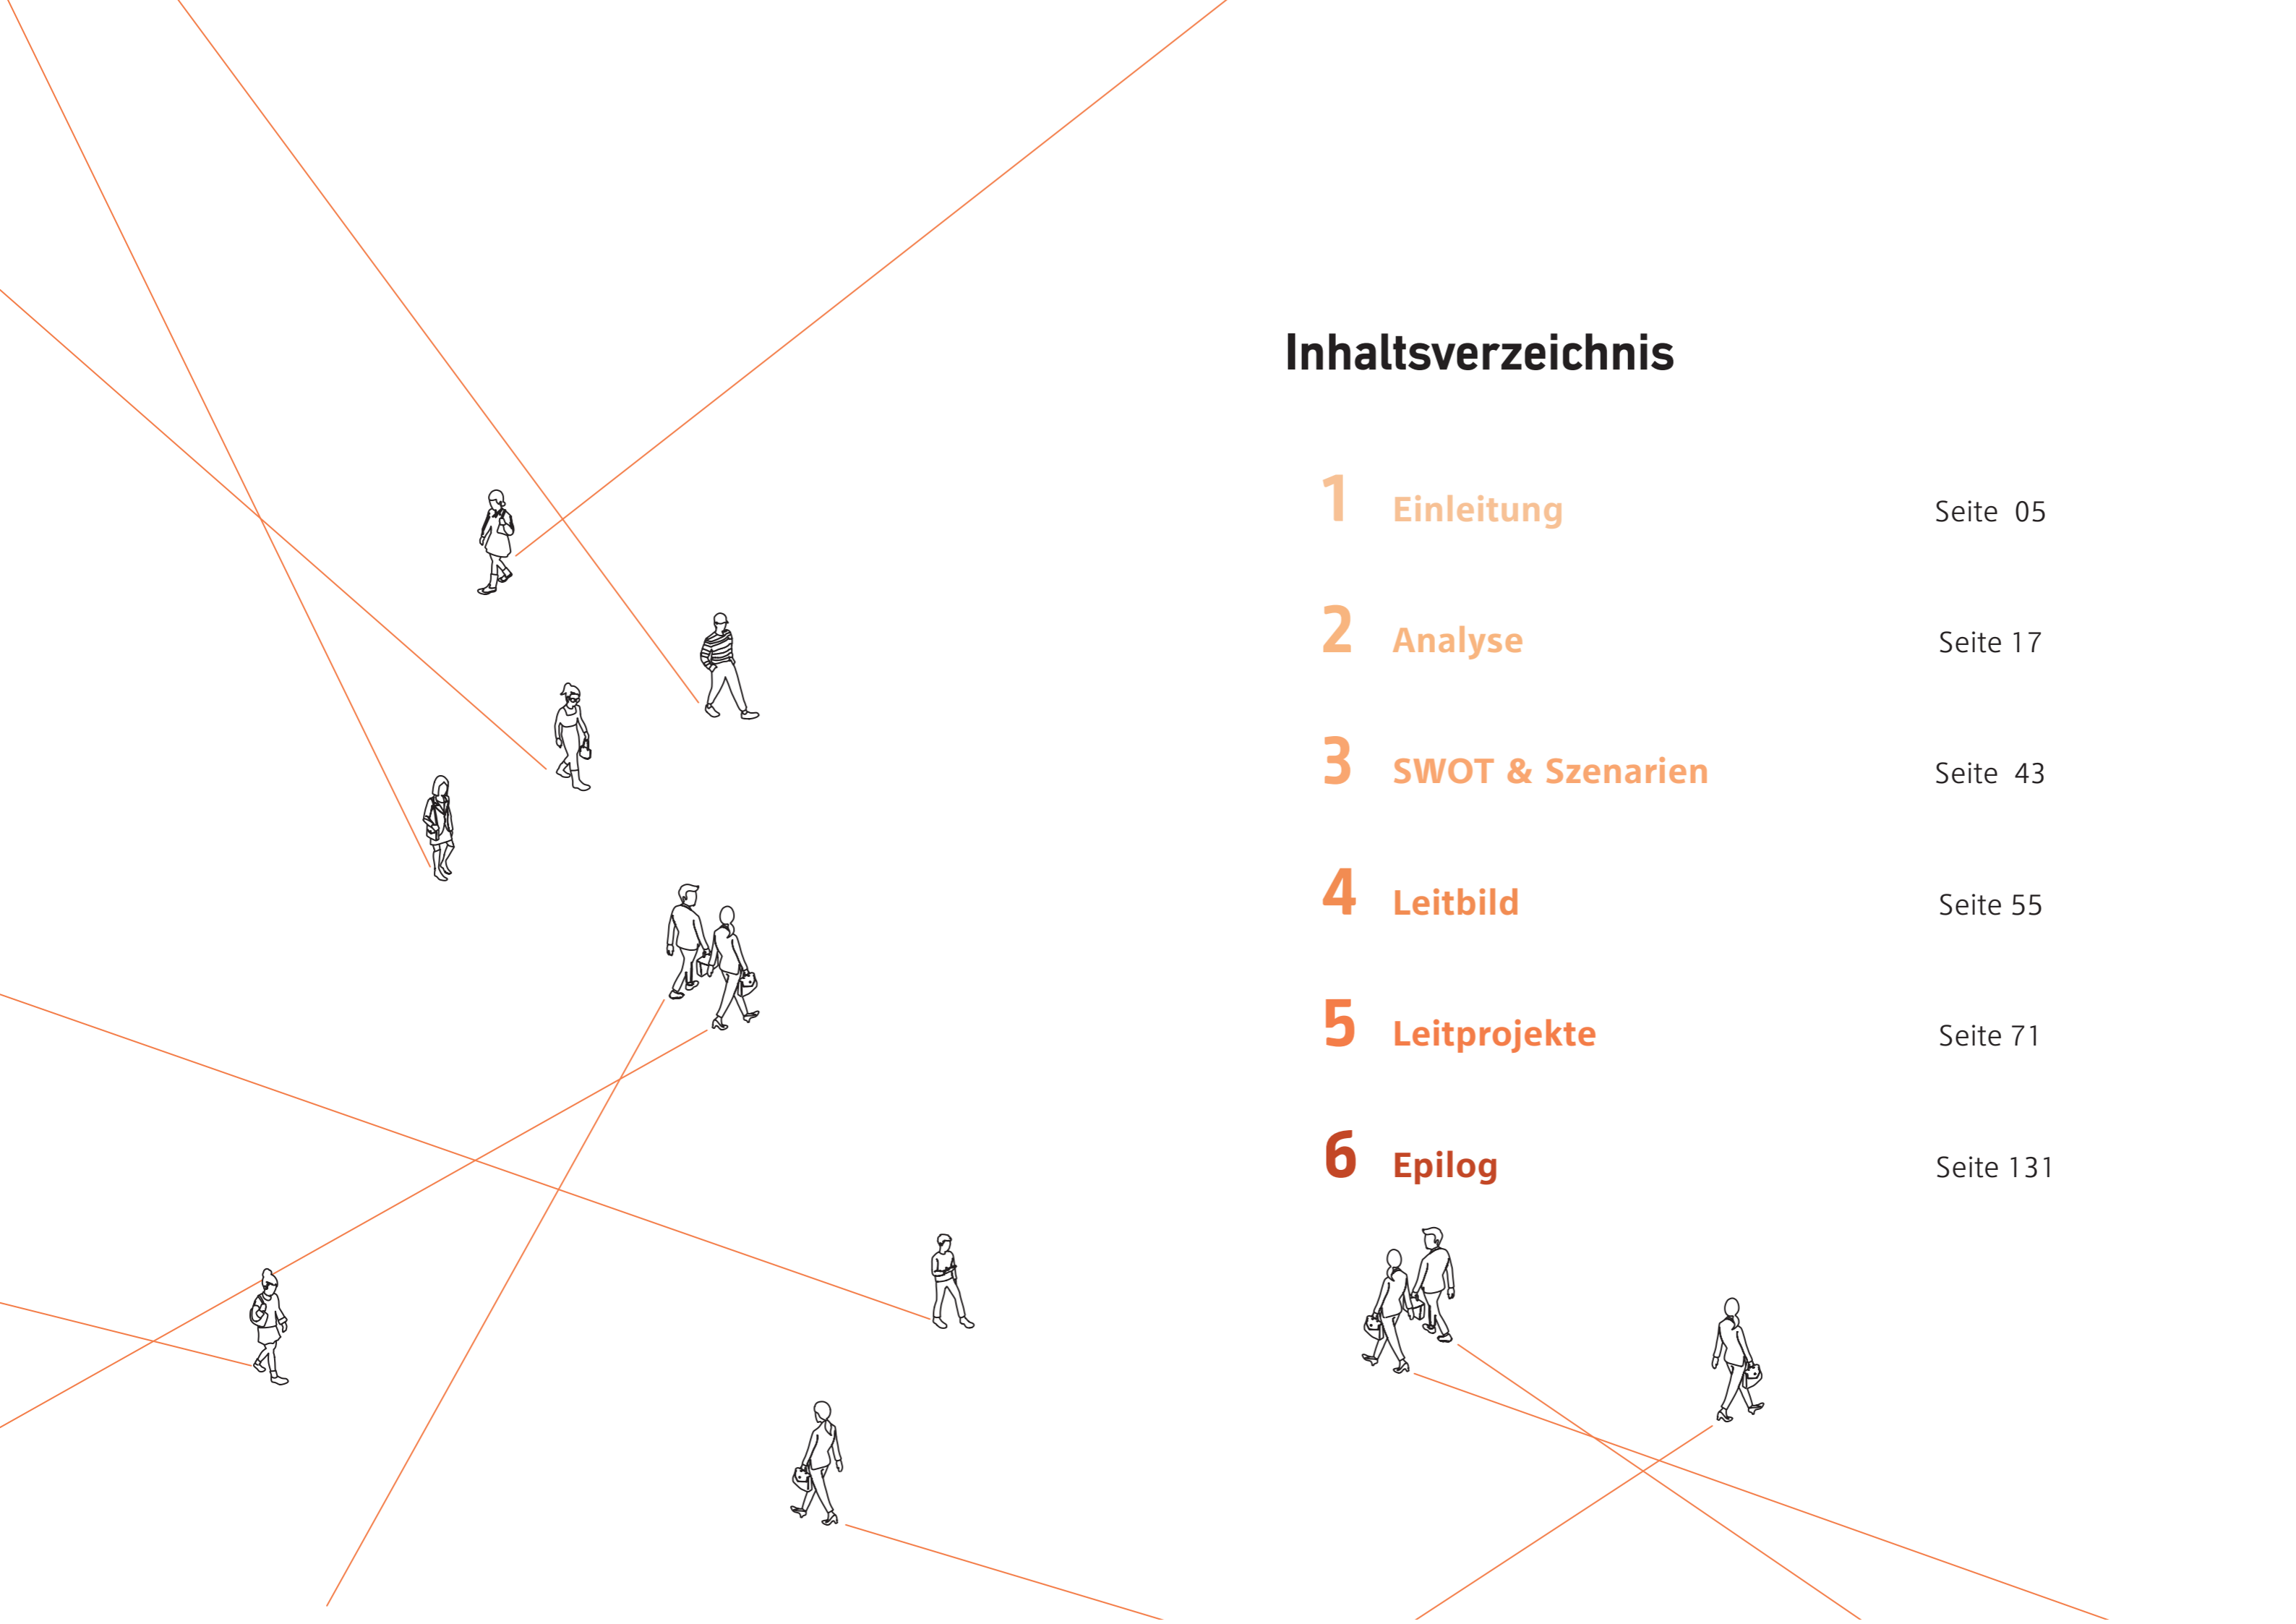 Inhaltsverzeichnis
1 Einleitung Seite 05
2 Analyse Seite 17
3 SWOT & Szenarien Seite 43
4 Leitbild Seite 55
5 Leitprojekte Seite 71
6 Epilog Seite 131